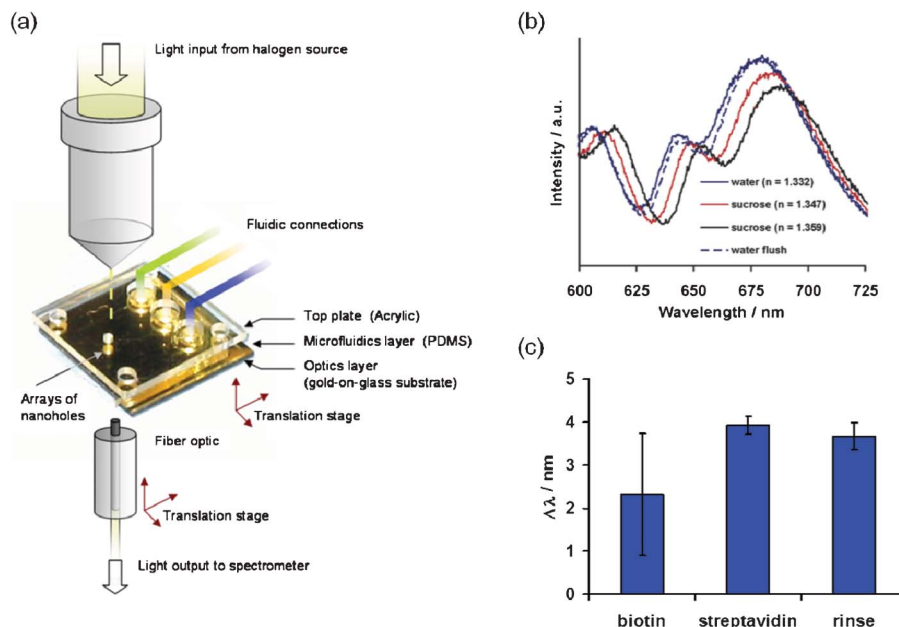 (a)
Light input from halogen source
Fluidic connections
Top plate (Acrylic)
Microfluidics layer (PDMS)
Optics layer
(gold-on-glass substrate)
Arrays of
nanoholes
Translation stage
Fiber optic
Translation stage
Light output to spectrometer
(b)
Intensity / a.u.
water (n = 1.332)
sucrose (n = 1.347)
sucrose (n = 1.359)
water flush
600 625 650 675 700 725
Wavelength / nm
(c)
Δλ / nm
5
4
3
2
1
0
biotin streptavidin rinse